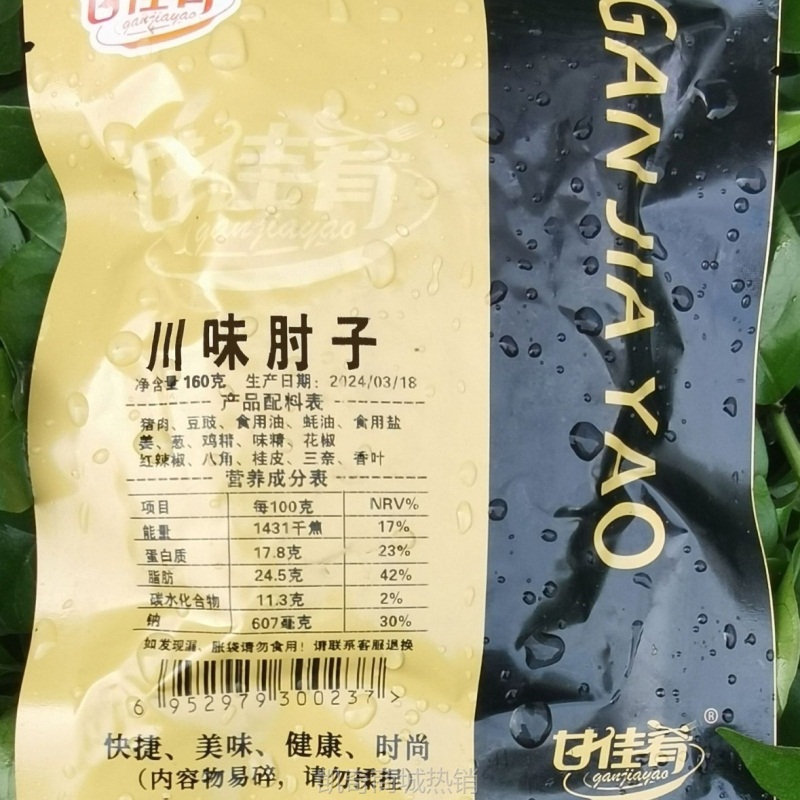 甘佳肴
ganjiayao
GAN JIA YAO
甘佳肴
ganjiayao
川味肘子
净含量160克 生产日期：2024/03/18
产品配料表
猪肉、豆豉、食用油、蚝油、食用盐
姜、葱、鸡精、味精、花椒
红辣椒、八角、桂皮、三奈、香叶
营养成分表
项目 每100克 NRV%
能量 1431千焦 17%
蛋白质 17.8克 23%
脂肪 24.5克 42%
碳水化合物 11.3克 2%
钠 607毫克 30%
如发现漏、胀袋请勿食用！请联系客服退换
6 952979 300237 >
快捷、美味、健康、时尚
（内容物易碎，请勿揉捏）
甘佳肴®
ganjiayao